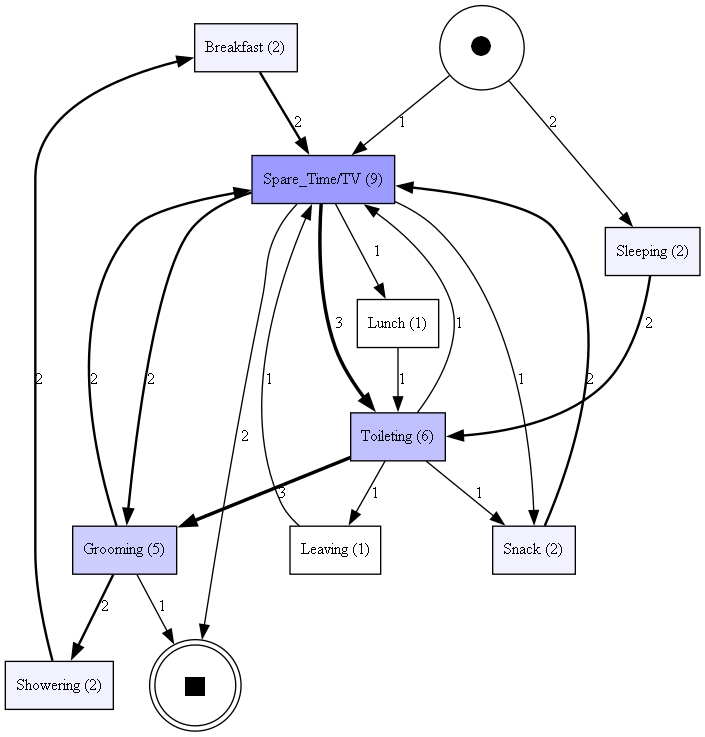 Breakfast (2)
2
1
2
Spare_Time/TV (9)
Sleeping (2)
1
Lunch (1)
3
1
2
2
2
2
1
1
1
2
Toileting (6)
2
3
1
1
Grooming (5)
Leaving (1)
Snack (2)
2
1
Showering (2)